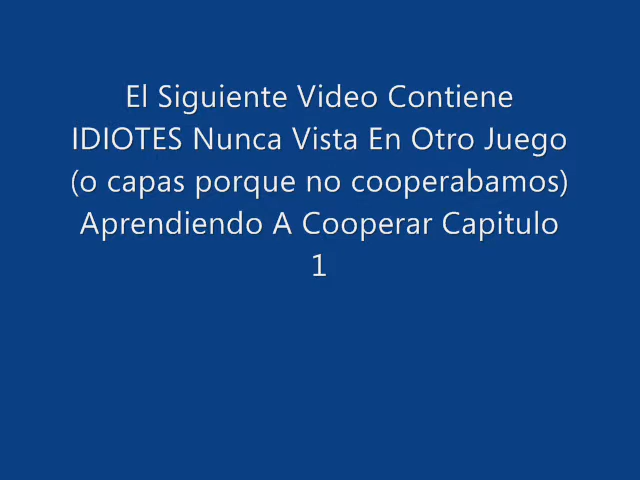 El Siguiente Video Contiene
IDIOTES Nunca Vista En Otro Juego
(o capas porque no cooperabamos)
Aprendiendo A Cooperar Capitulo
1